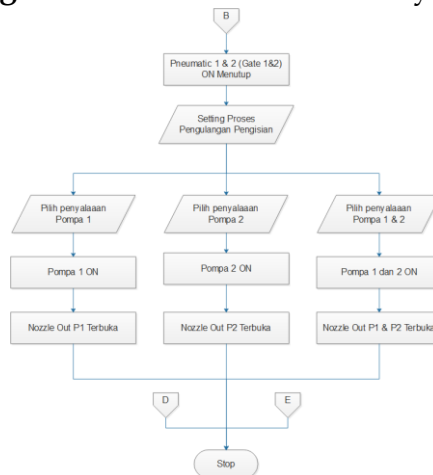 B
Pneumatic 1 & 2 (Gate 1&2)
ON Menutup
Setting Proses
Pengulangan Pengisian
Pilih penyalaaan
Pompa 1
Pilih penyalaaan
Pompa 2
Pilih penyalaaan
Pompa 1 & 2
Pompa 1 ON
Pompa 2 ON
Pompa 1 dan 2 ON
Nozzle Out P1 Terbuka
Nozzle Out P2 Terbuka
Nozzle Out P1 & P2 Terbuka
D
E
Stop